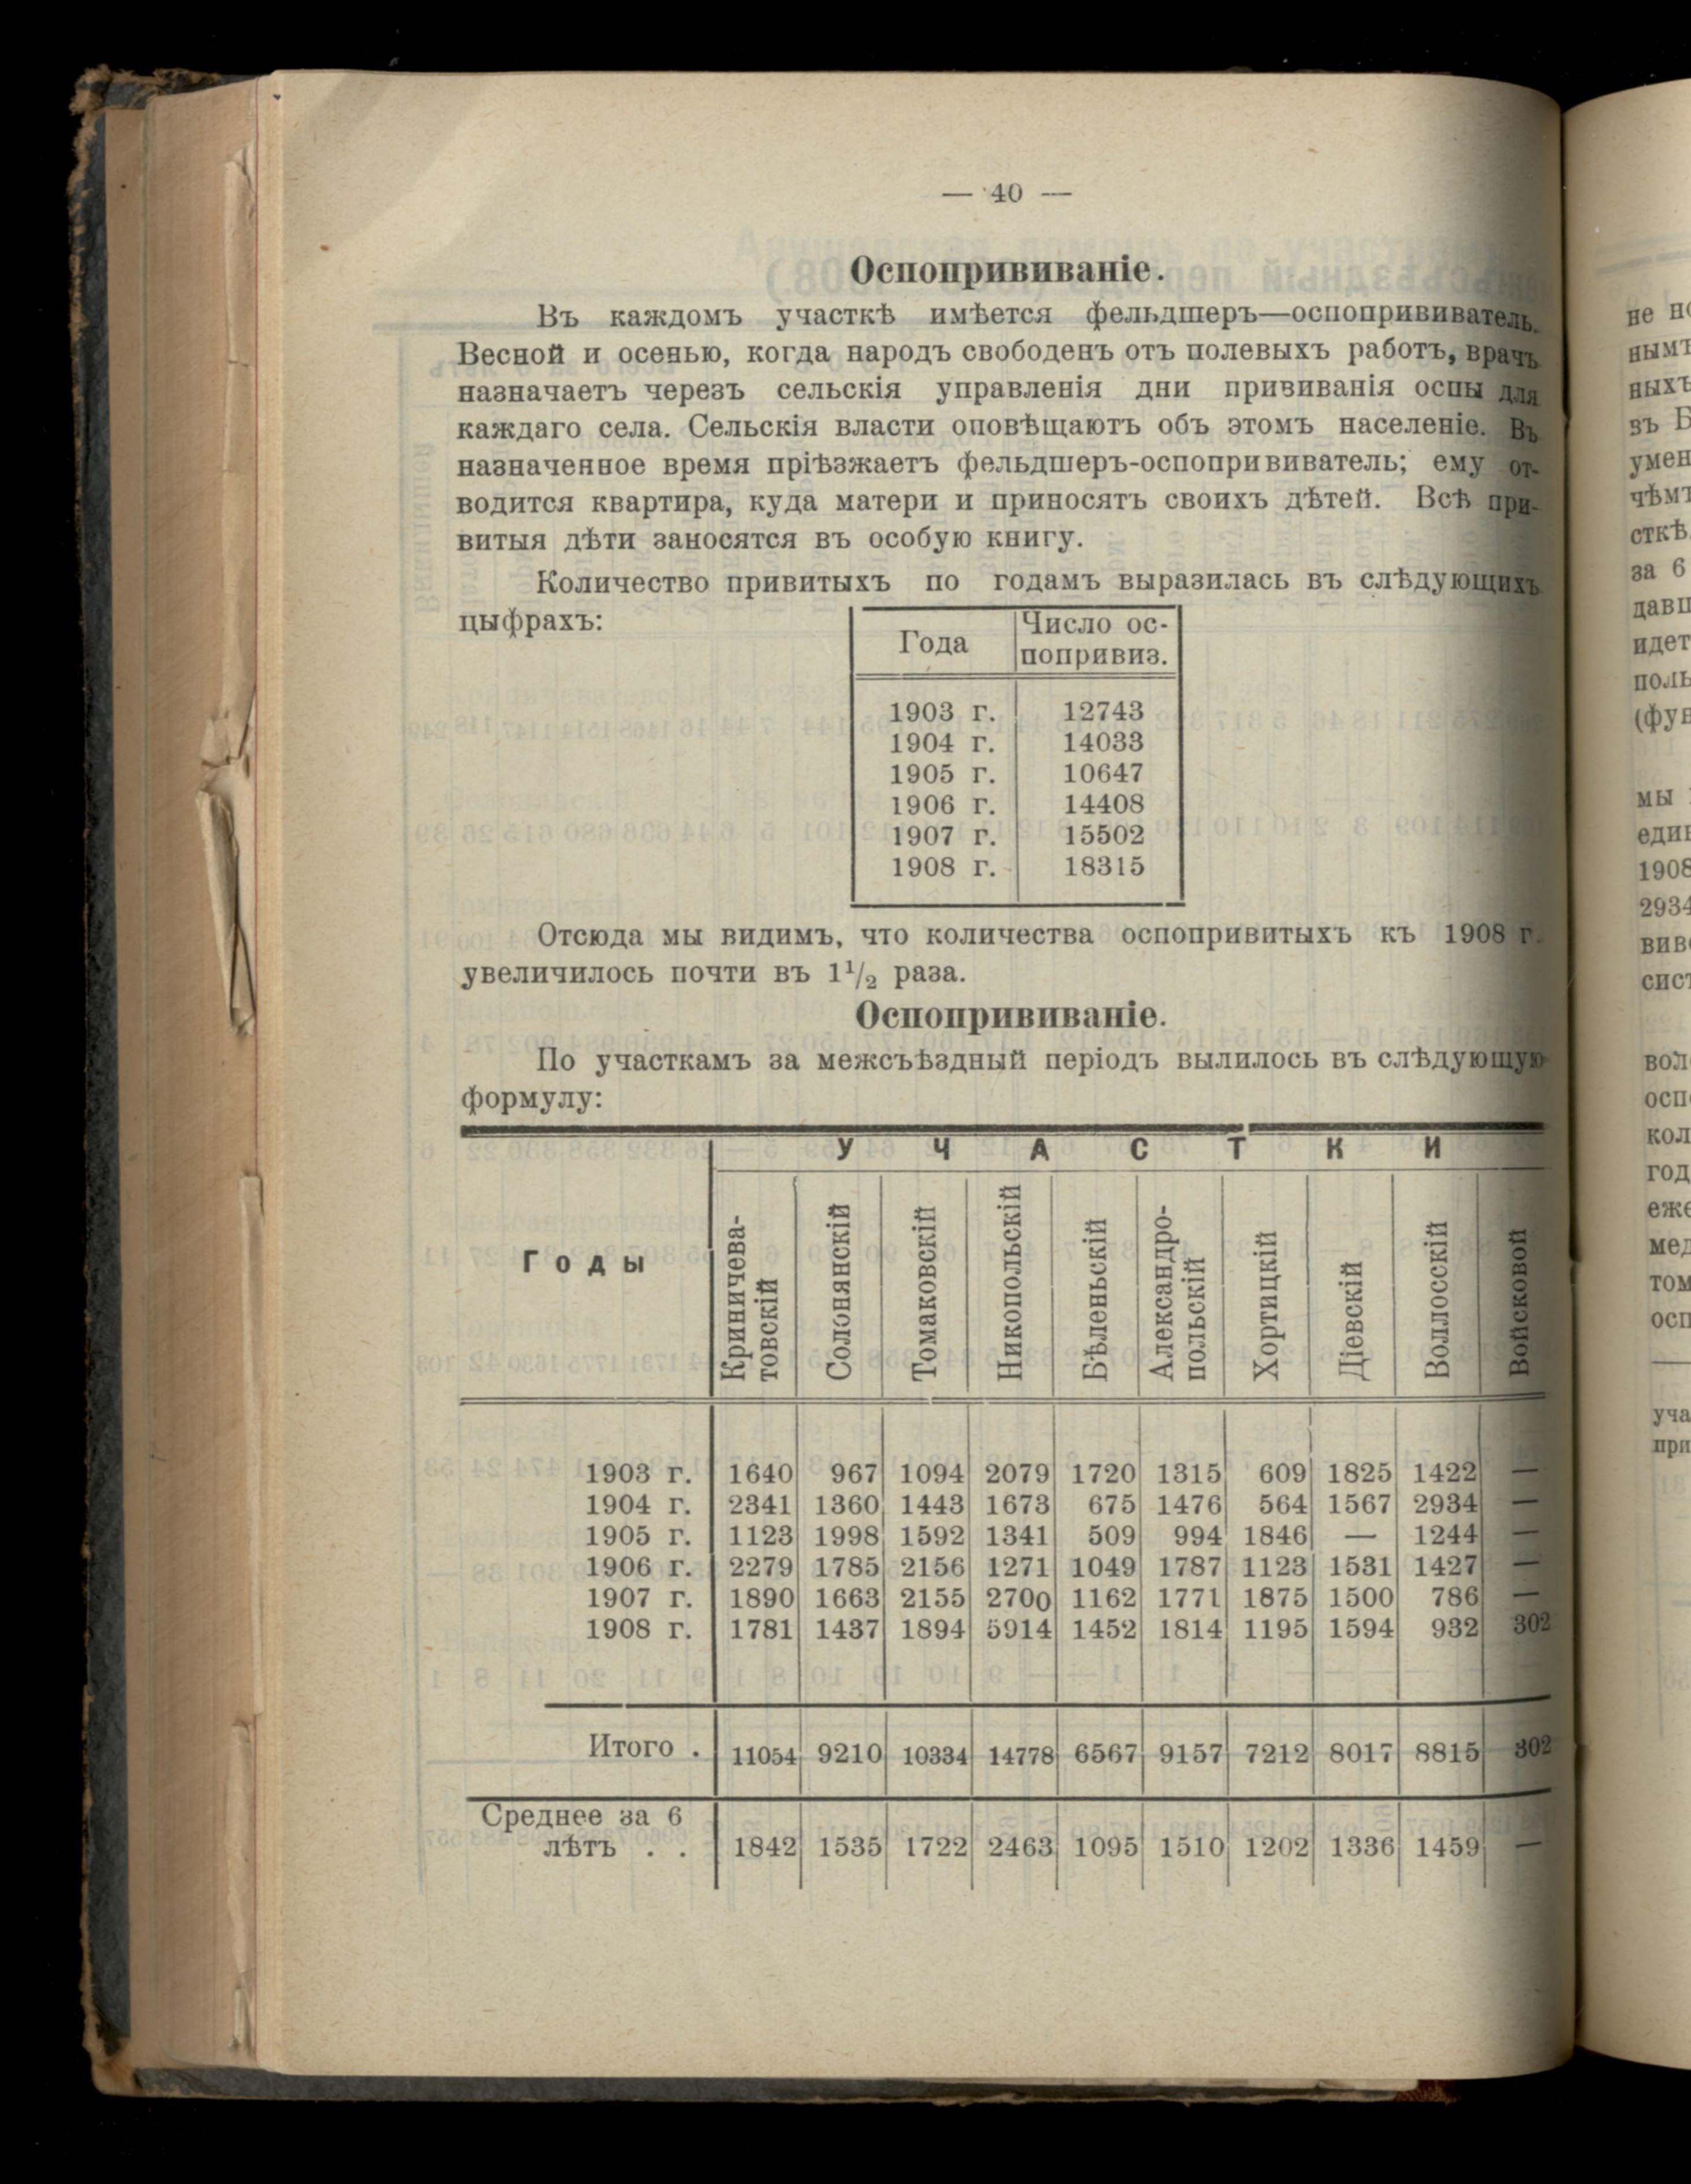 — 40 —
Оспопрививаніе.
Въ каждомъ участкѣ имѣется фельдшеръ—оспопрививатель.
Весной и осенью, когда народъ свободенъ отъ полевыхъ работъ, врачъ
назначаетъ черезъ сельскія управленія дни прививанія оспы для
каждаго села. Сельскія власти оповѣщаютъ объ этомъ населеніе. Въ
назначенное время пріѣзжаетъ фельдшеръ-оспопрививатель; ему от-
водится квартира, куда матери и приносятъ своихъ дѣтей. Всѣ при-
витыя дѣти заносятся въ особую книгу.
Количество привитыхъ по годамъ выразилась въ слѣдующихъ
цыфрахъ:
Года Число ос-
попривиз.
1903 г. 12743
1904 г. 14033
1905 г. 10647
1906 г. 14408
1907 г. 15502
1908 г. 18315
Отсюда мы видимъ, что количества оспопривитыхъ къ 1908 г.
увеличилось почти въ 1½ раза.
Оспопрививаніе.
По участкамъ за межсъѣздный періодъ вылилось въ слѣдующую
формулу:
УЧАСТКИ
Годы Криничева-
товскій Солонянскій Томаковскій Никопольскій Бѣленьскій Александро-
польскій Хортицкій Діевскій Воллосскій Войсковой
1903 г. 1640 967 1094 2079 1720 1315 609 1825 1422 —
1904 г. 2341 1360 1443 1673 675 1476 564 1567 2934 —
1905 г. 1123 1998 1592 1341 509 994 1846 — 1244 —
1906 г. 2279 1785 2156 1271 1049 1787 1123 1531 1427 —
1907 г. 1890 1663 2155 2700 1162 1771 1875 1500 786 —
1908 г. 1781 1437 1894 5914 1452 1814 1195 1594 932 302
Итого . 11054 9210 10334 14778 6567 9157 7212 8017 8815 302
Среднее за 6
лѣтъ . . 1842 1535 1722 2463 1095 1510 1202 1336 1459 —